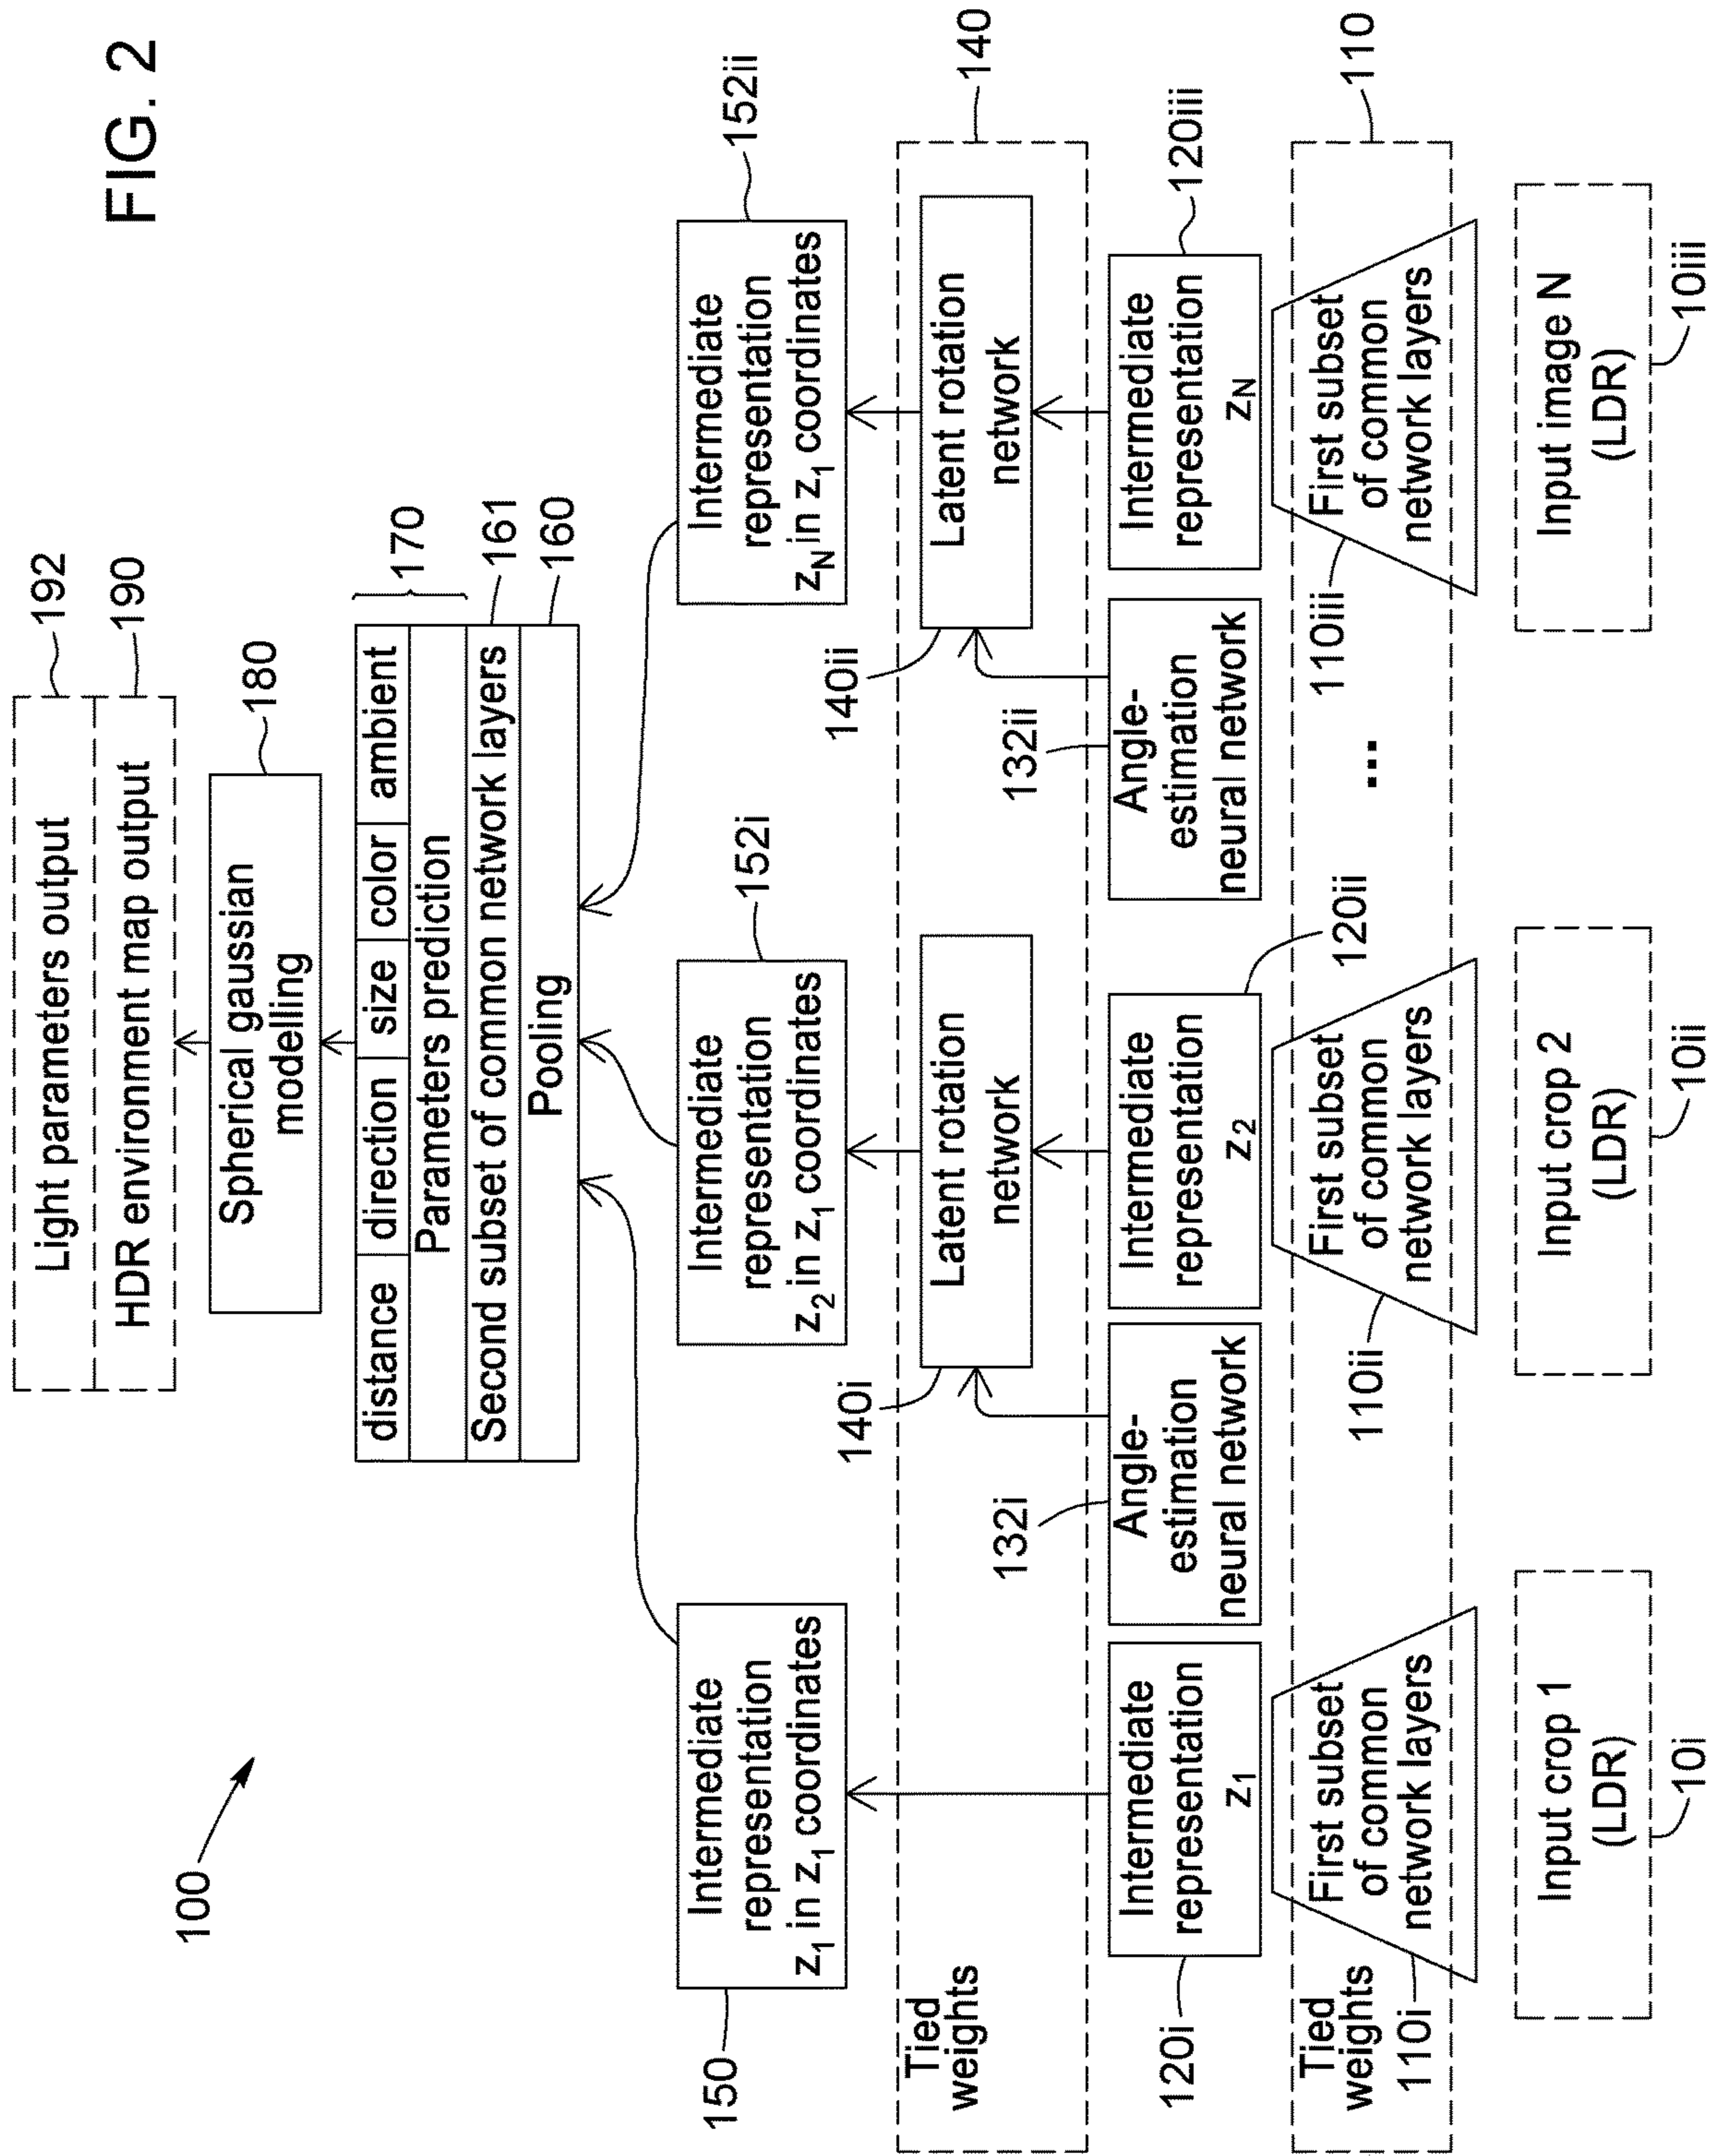 FIG. 2
100
Light parameters output
192
HDR environment map output
190
Spherical gaussian
modelling
180
distance
direction
size
color
ambient
170
Parameters prediction
Second subset of common network layers
161
Pooling
160
Intermediate
representation
z1 in z1 coordinates
150
Intermediate
representation
z2 in z1 coordinates
152i
Intermediate
representation
zN in z1 coordinates
152ii
Tied
weights
140i
Latent rotation
network
140ii
Latent rotation
network
140
120i
Intermediate
representation
z1
132i
Angle-
estimation
neural network
Intermediate
representation
z2
120ii
132ii
Angle-
estimation
neural network
Intermediate
representation
zN
120iii
Tied
weights
110i
First subset
of common
network layers
110ii
First subset
of common
network layers
...
110iii
First subset
of common
network layers
110
Input crop 1
(LDR)
10i
Input crop 2
(LDR)
10ii
Input image N
(LDR)
10iii